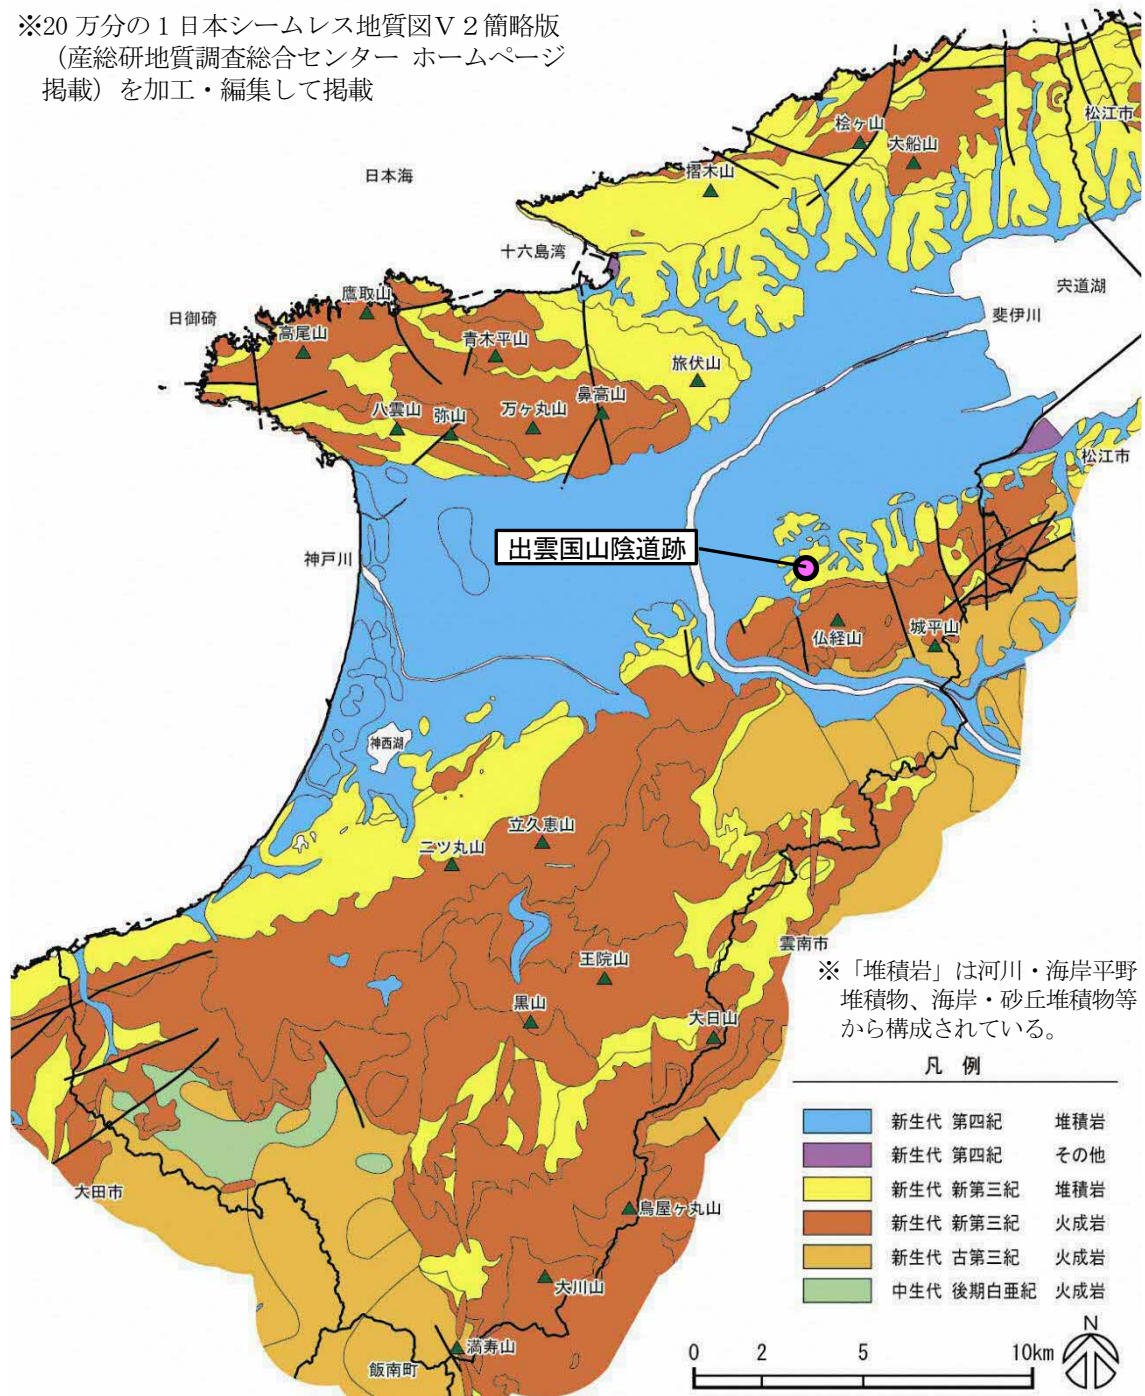 ※20 万分の１日本シームレス地質図Ｖ２簡略版
（産総研地質調査総合センター ホームページ
掲載）を加工・編集して掲載
松江市
桧ヶ山
大船山
日本海
摺木山
十六島湾
宍道湖
鷹取山
斐伊川
日御碕
高尾山
青木平山
旅伏山
鼻高山
八雲山
弥山
万ヶ丸山
松江市
出雲国山陰道跡
神戸川
仏経山
城平山
神西湖
立久恵山
二ツ丸山
雲南市
王院山
※「堆積岩」は河川・海岸平野
堆積物、海岸・砂丘堆積物等
から構成されている。
黒山
大日山
凡 例
新生代 第四紀 堆積岩
新生代 第四紀 その他
新生代 新第三紀 堆積岩
新生代 新第三紀 火成岩
新生代 古第三紀 火成岩
中生代 後期白亜紀 火成岩
大田市
鳥屋ヶ丸山
大川山
満寿山
飯南町
N
0 2 5 10km